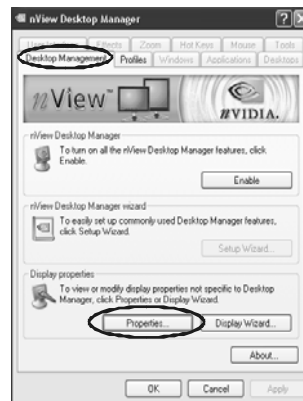 nView Desktop Manager
User Interface Effects Zoom Hot Keys Mouse Tools
Desktop Management Profiles Windows Applications Desktops
nView™
nVIDIA.
nView Desktop Manager
To turn on all the nView Desktop Manager features, click
Enable.
Enable
nView Desktop Manager wizard
To easily set up commonly used Desktop Manager features,
click Setup Wizard.
Setup Wizard...
Display properties
To view or modify display properties not specific to Desktop
Manager, click Properties or Display Wizard.
Properties... Display Wizard...
About...
OK Cancel Apply